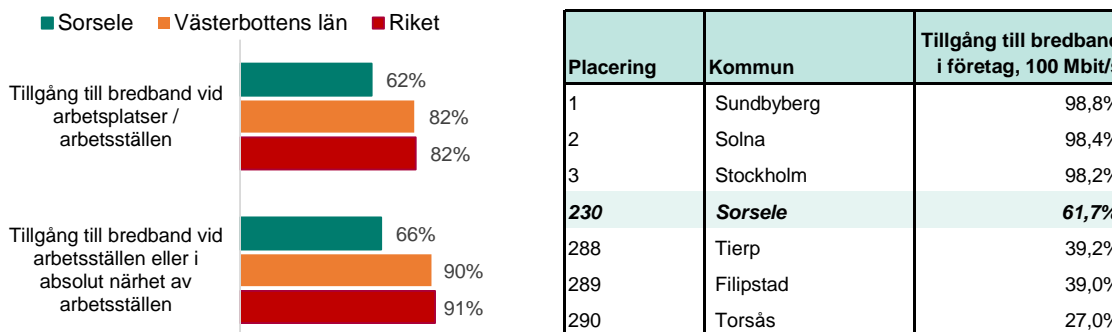 Sorsele Västerbottens län Riket
Tillgång till bredband vid
arbetsplatser /
arbetsställen
62%
82%
82%
Tillgång till bredband vid
arbetsställen eller i
absolut närhet av
arbetsställen
66%
90%
91%
Placering Kommun Tillgång till bredband
i företag, 100 Mbit/s
1 Sundbyberg 98,8%
2 Solna 98,4%
3 Stockholm 98,2%
230 Sorsele 61,7%
288 Tierp 39,2%
289 Filipstad 39,0%
290 Torsås 27,0%